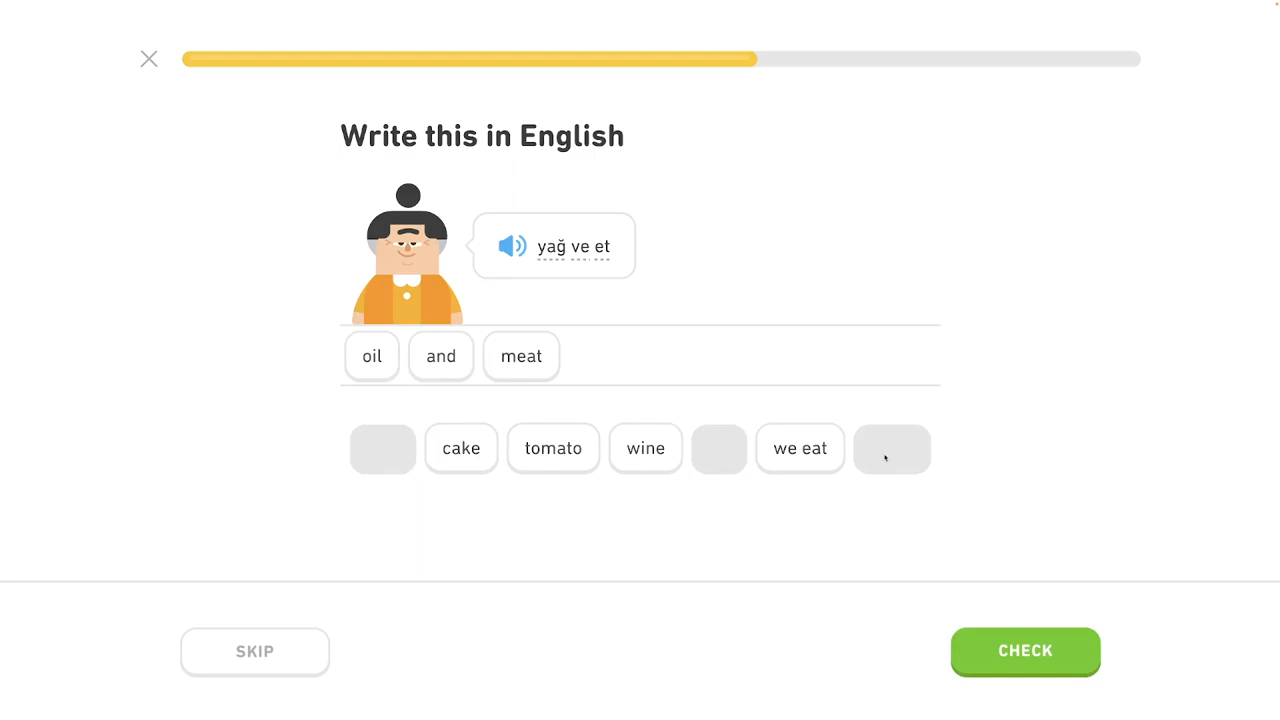 Write this in English
yağ ve et
oil and meat
cake tomato wine we eat
SKIP CHECK